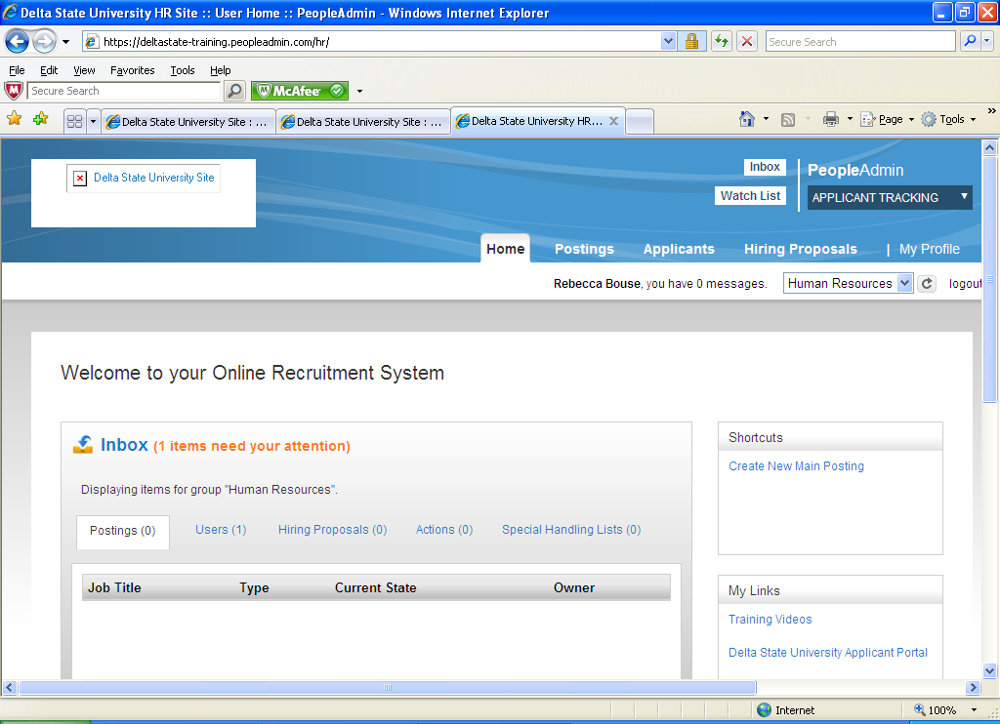 Delta State University HR Site :: User Home :: PeopleAdmin - Windows Internet Explorer
https://deltastate-training.peopleadmin.com/hr/
Secure Search
File Edit View Favorites Tools Help
Secure Search
McAfee
Delta State University Site : ...
Delta State University Site : ...
Delta State University HR...
Page
Tools
Delta State University Site
Inbox
Watch List
PeopleAdmin
APPLICANT TRACKING
Home Postings Applicants Hiring Proposals | My Profile
Rebecca Bouse, you have 0 messages. Human Resources logout
Welcome to your Online Recruitment System
Inbox (1 items need your attention)
Displaying items for group "Human Resources".
Postings (0) Users (1) Hiring Proposals (0) Actions (0) Special Handling Lists (0)
Job Title Type Current State Owner
Shortcuts
Create New Main Posting
My Links
Training Videos
Delta State University Applicant Portal
Internet
100%